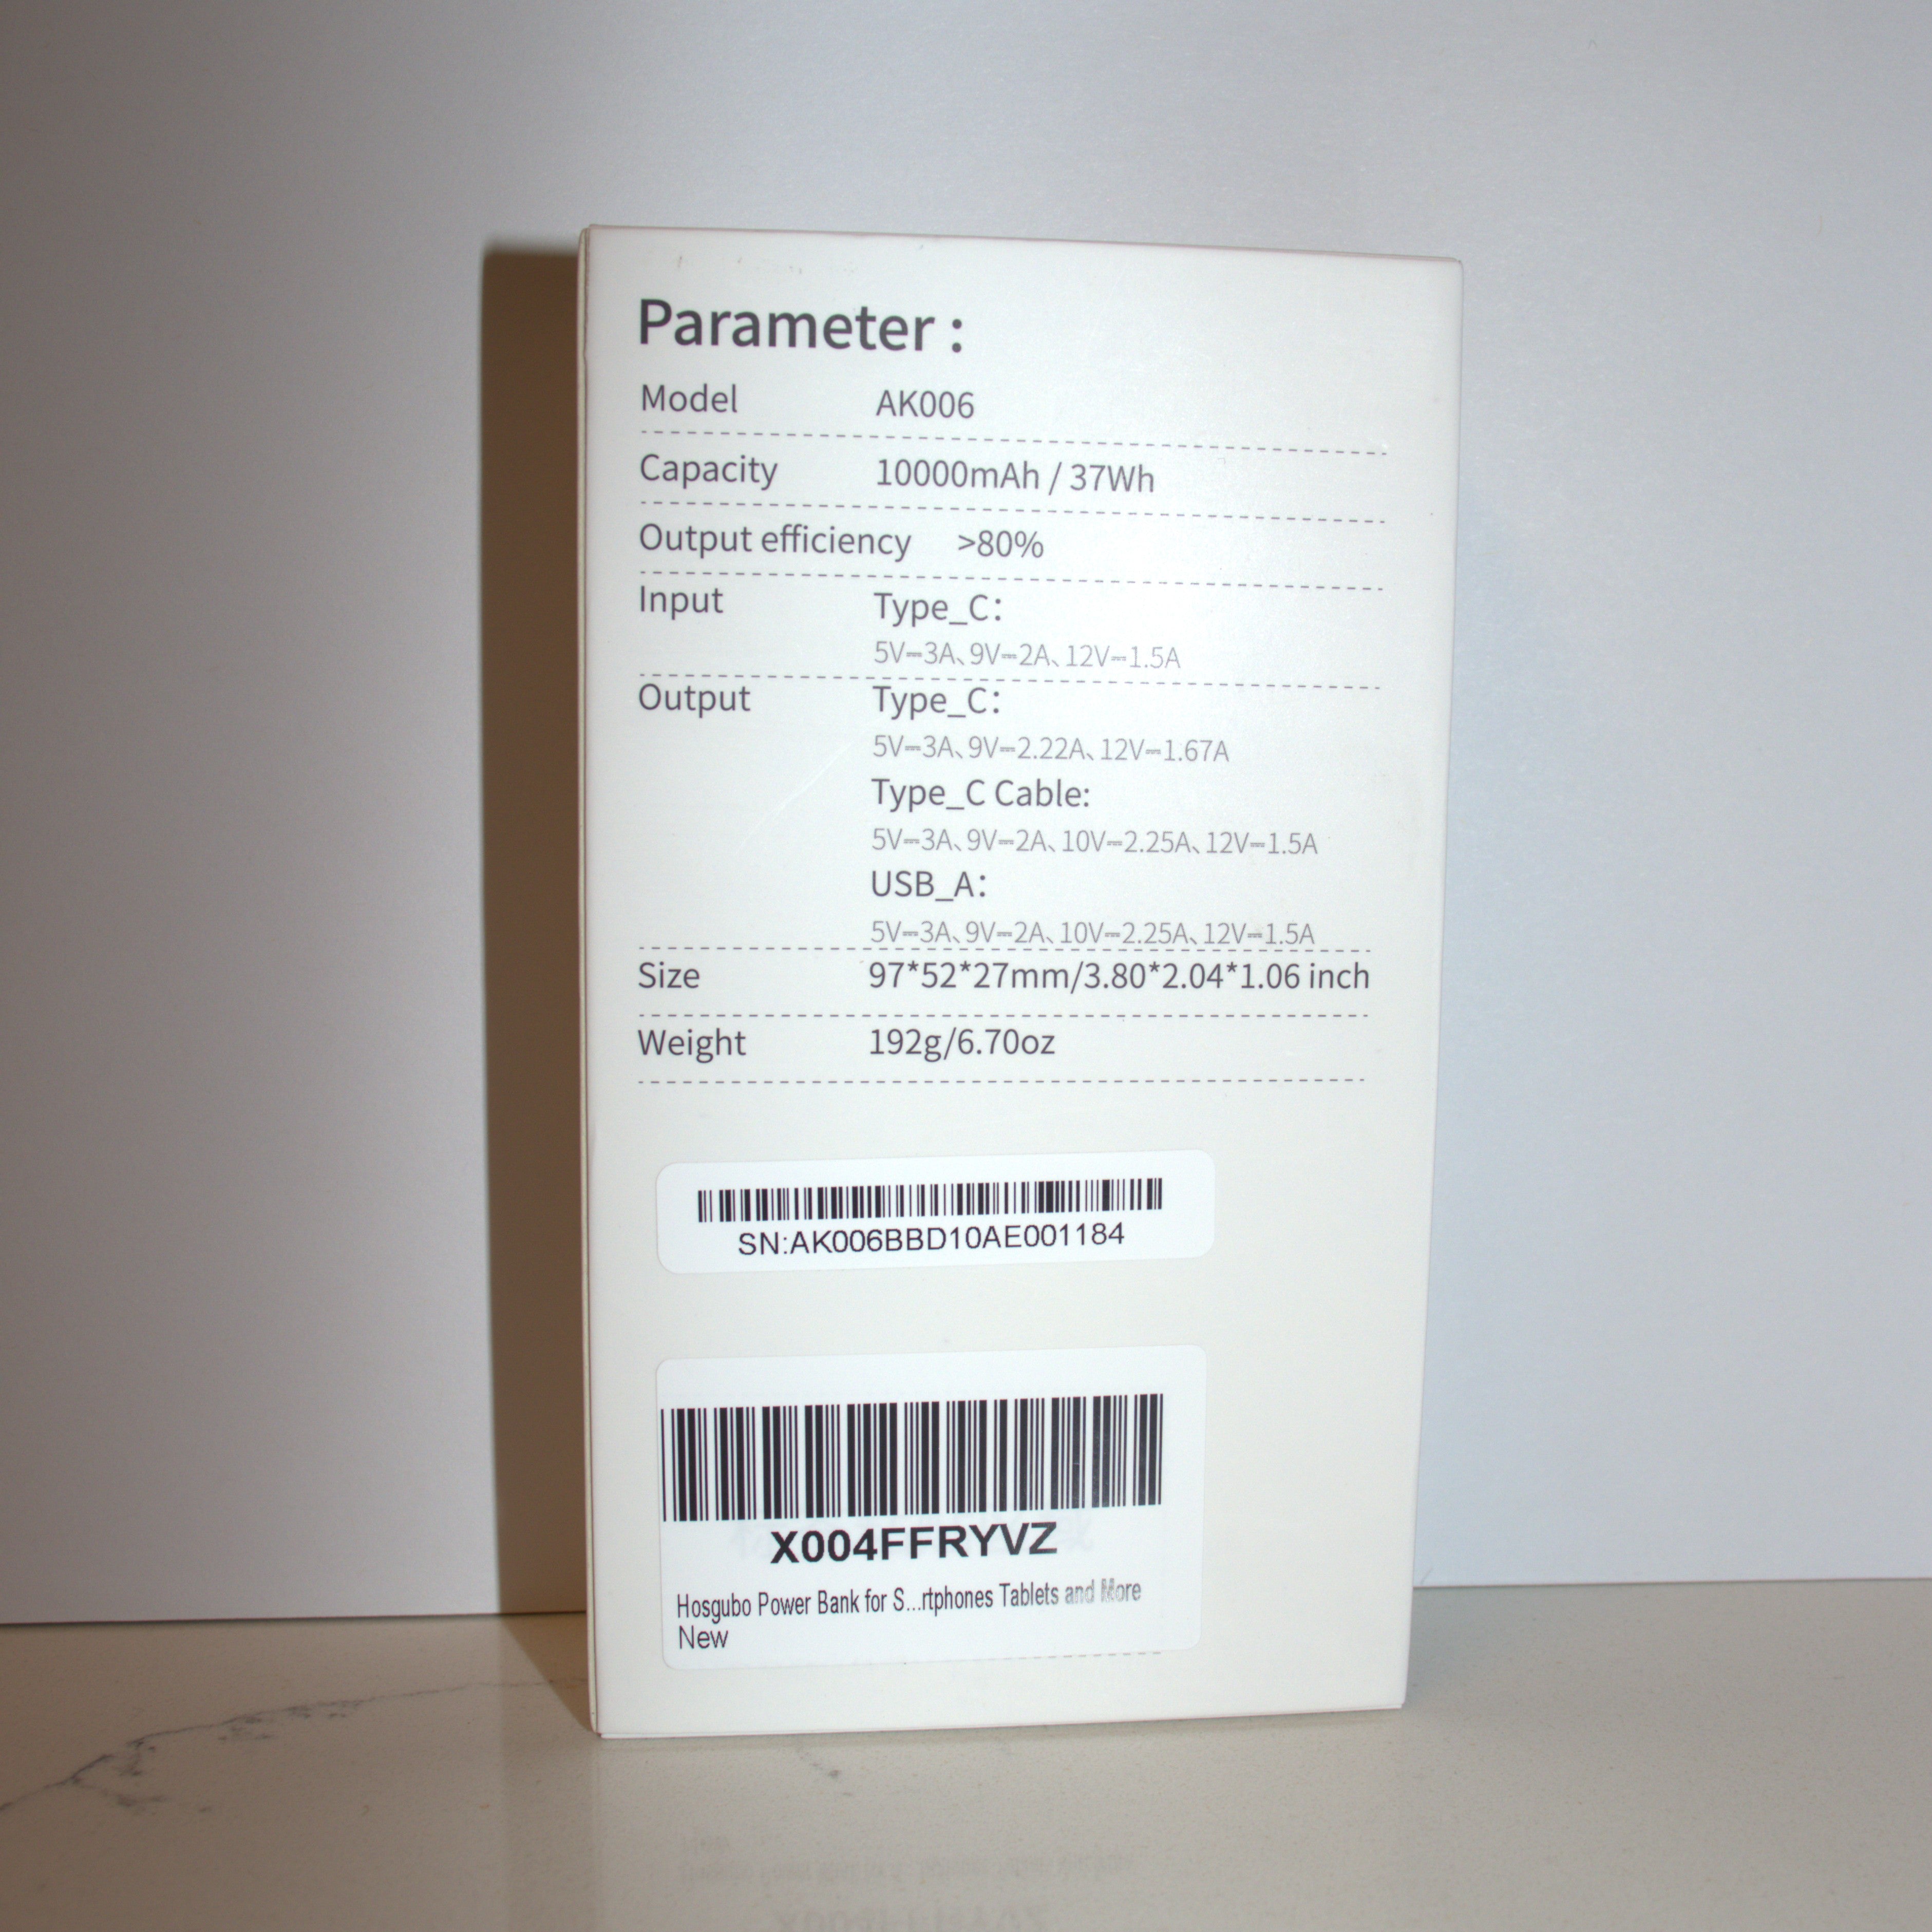 Parameter :
Model AK006
Capacity 10000mAh / 37Wh
Output efficiency >80%
Input Type_C:
5V⎓3A、9V⎓2A、12V⎓1.5A
Output Type_C:
5V⎓3A、9V⎓2.22A、12V⎓1.67A
Type_C Cable:
5V⎓3A、9V⎓2A、10V⎓2.25A、12V⎓1.5A
USB_A:
5V⎓3A、9V⎓2A、10V⎓2.25A、12V⎓1.5A
Size 97*52*27mm/3.80*2.04*1.06 inch
Weight 192g/6.70oz
SN:AK006BBD10AE001184
X004FFRYVZ
Hosgubo Power Bank for S...rtphones Tablets and More
New